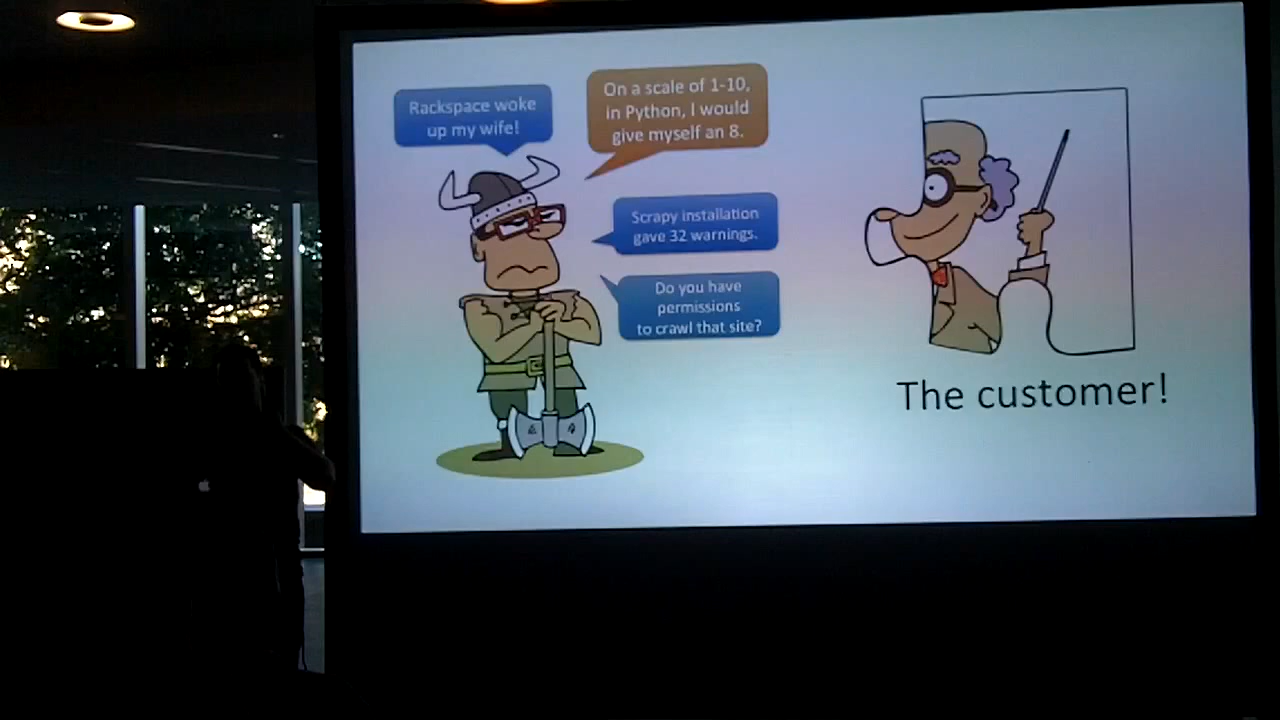 Rackspace woke
up my wife!
On a scale of 1-10,
in Python, I would
give myself an 8.
Scrapy installation
gave 32 warnings.
Do you have
permissions
to crawl that site?
The customer!